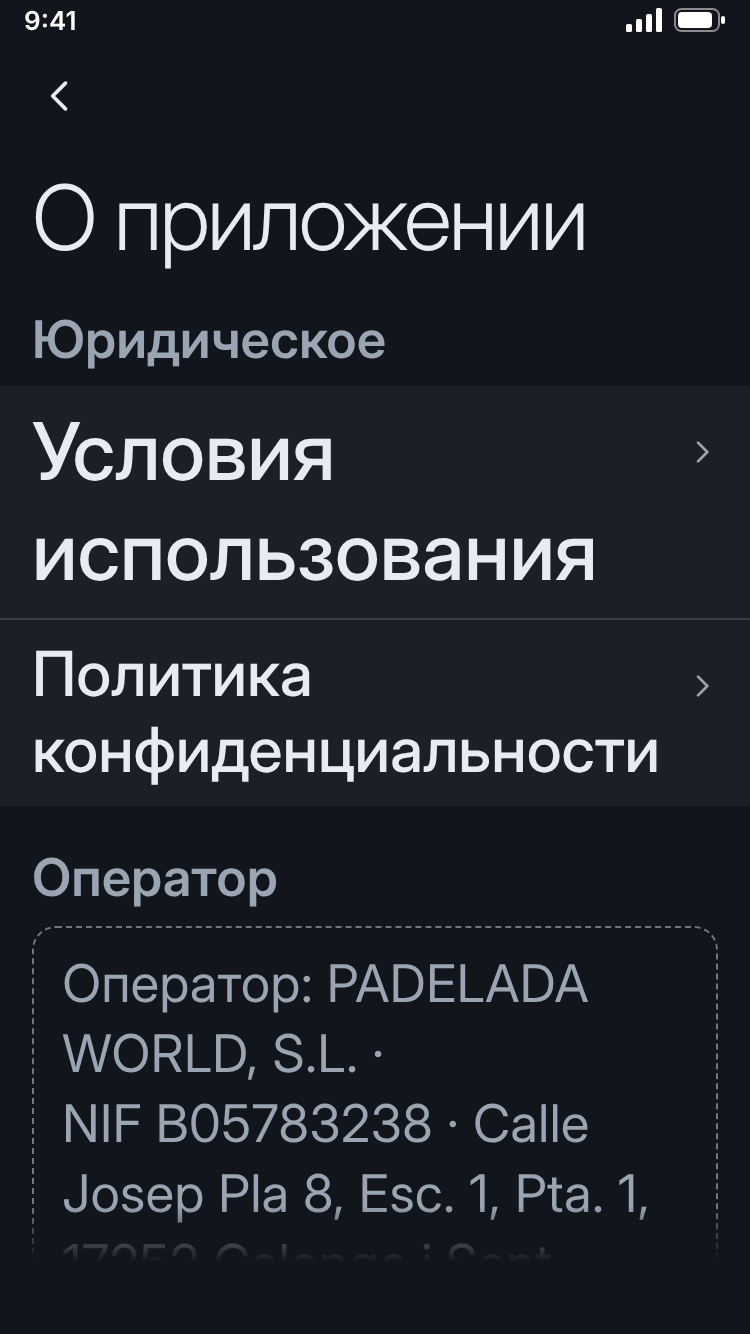 9:41
О приложении
Юридическое
Условия
использования
Политика
конфиденциальности
Оператор
Оператор: PADELADA
WORLD, S.L. ·
NIF B05783238 · Calle
Josep Pla 8, Esc. 1, Pta. 1,